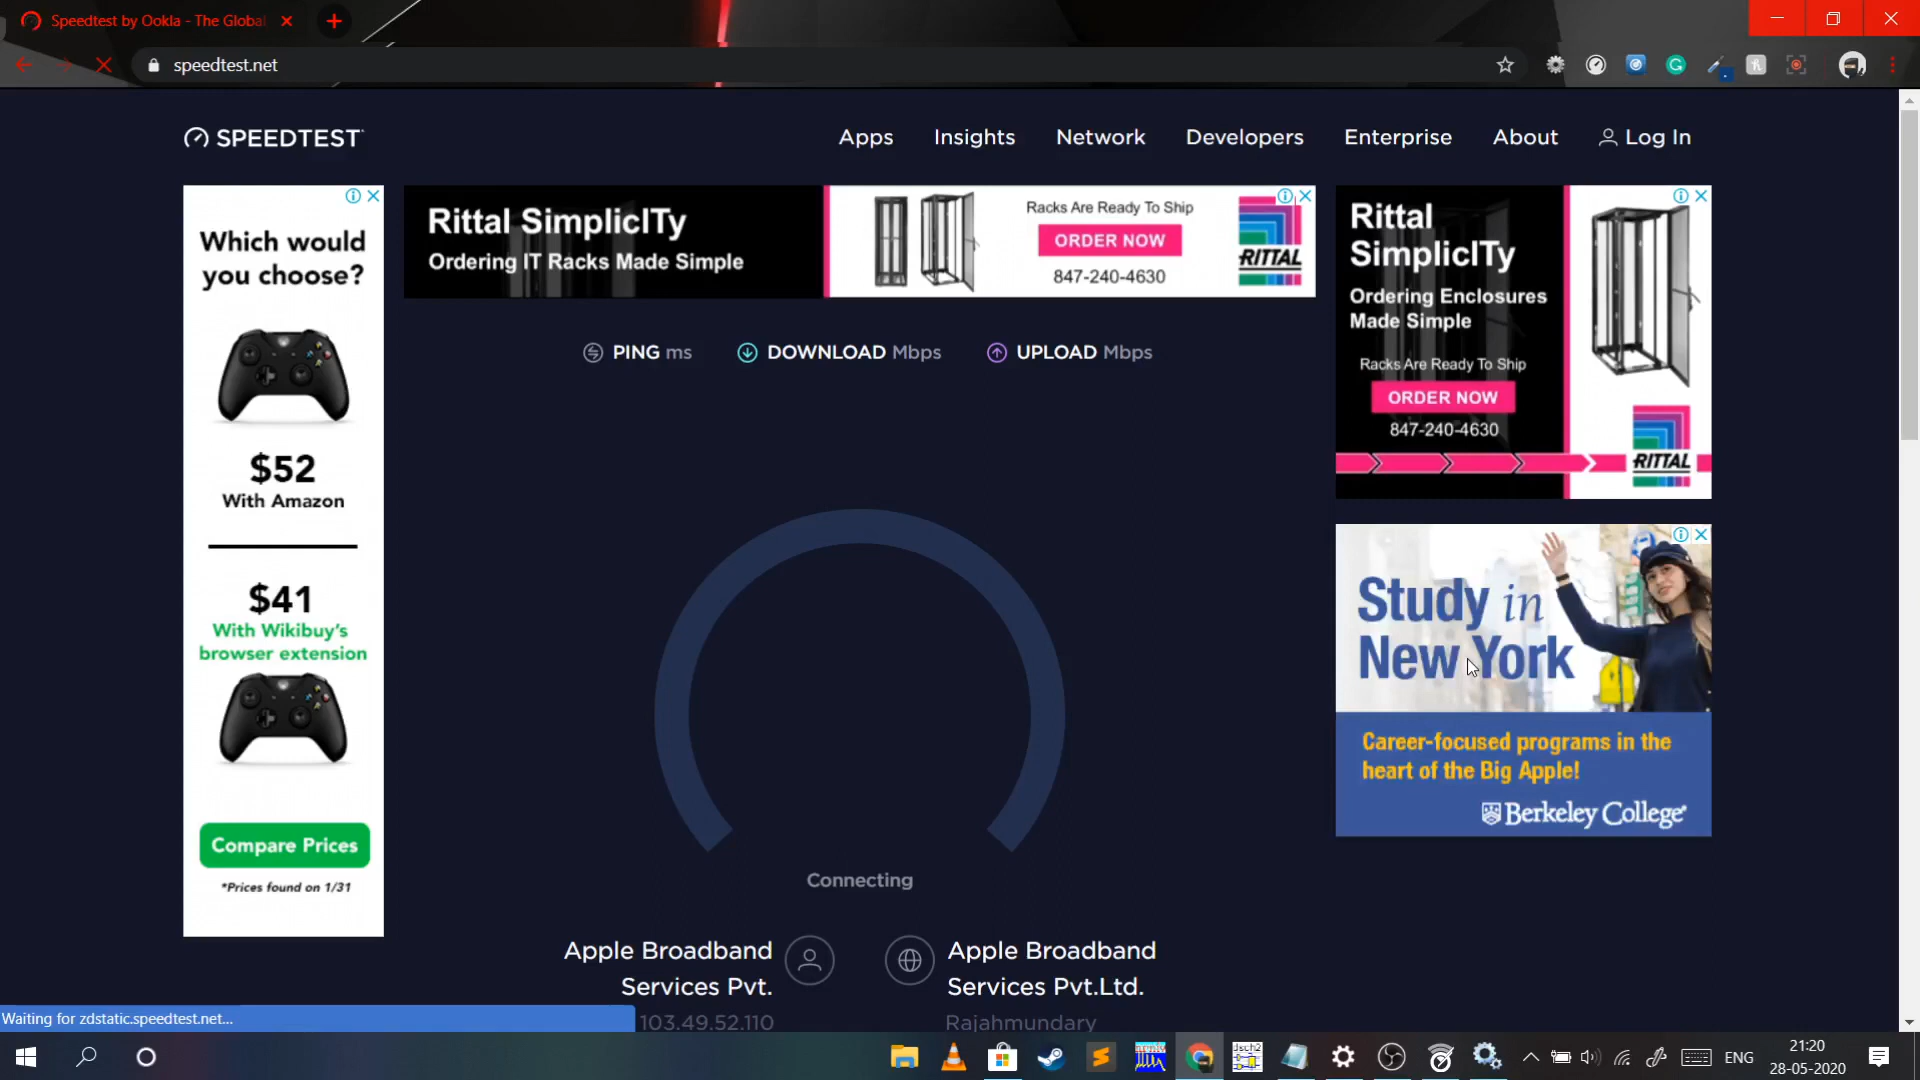 Speedtest by Ookla - The Global
speedtest.net
SPEEDTEST
Apps Insights Network Developers Enterprise About Log In
Which would
you choose?
$52
With Amazon
$41
With Wikibuy's
browser extension
Compare Prices
*Prices found on 1/31
Rittal SimplicITy
Ordering IT Racks Made Simple
Racks Are Ready To Ship
ORDER NOW
847-240-4630
RITTAL
Rittal
SimplicITy
Ordering Enclosures
Made Simple
Racks Are Ready To Ship
ORDER NOW
847-240-4630
RITTAL
PING ms DOWNLOAD Mbps UPLOAD Mbps
Study in
New York
Career-focused programs in the
heart of the Big Apple!
Berkeley College
Connecting
Apple Broadband
Services Pvt.
103.49.52.110
Apple Broadband
Services Pvt.Ltd.
Rajahmundry
Waiting for zdstatic.speedtest.net...
dsch2
ENG
21:20
28-05-2020